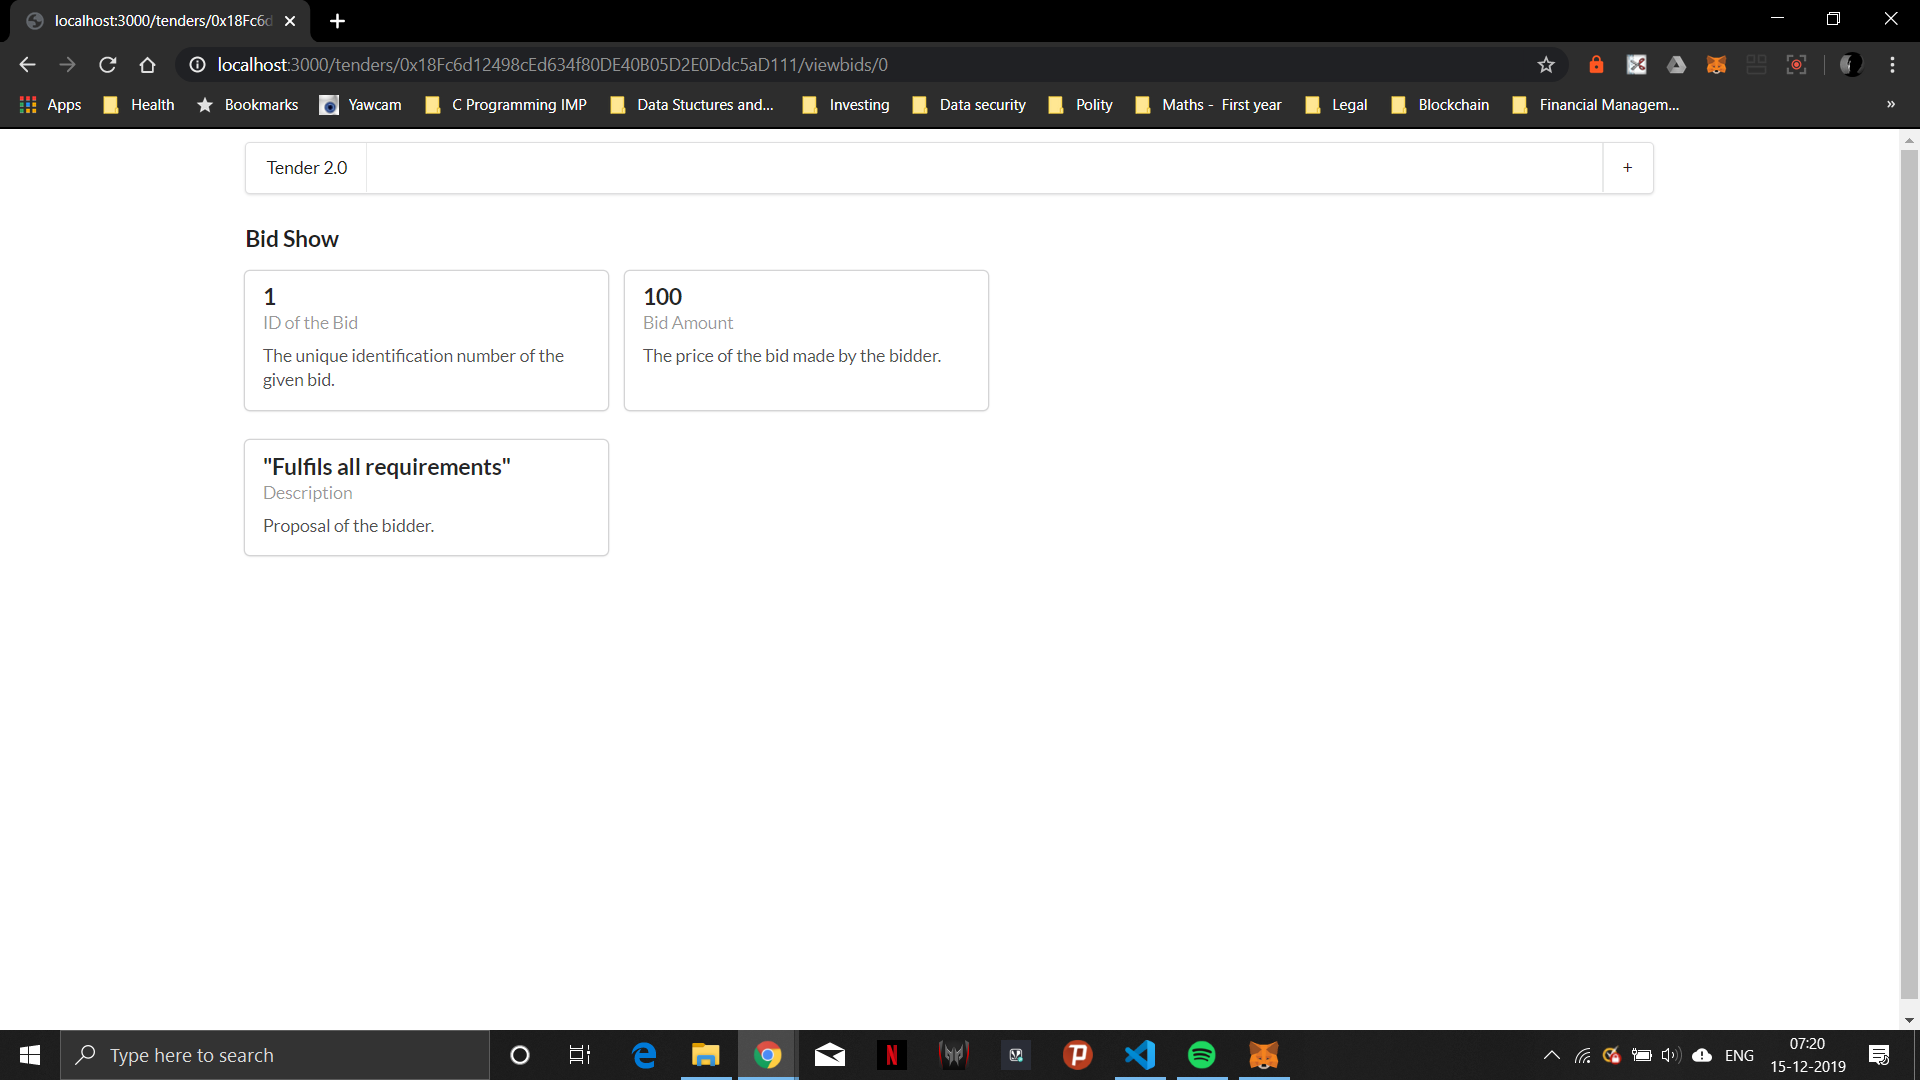 localhost:3000/tenders/0x18Fc6d
localhost:3000/tenders/0x18Fc6d12498cEd634f80DE40B05D2E0Ddc5aD111/viewbids/0
Apps Health Bookmarks Yawcam C Programming IMP Data Stuctures and... Investing Data security Polity Maths - First year Legal Blockchain Financial Managem... »
Tender 2.0 +
Bid Show
1
ID of the Bid
The unique identification number of the
given bid.
100
Bid Amount
The price of the bid made by the bidder.
"Fulfils all requirements"
Description
Proposal of the bidder.
Type here to search
ENG
07:20
15-12-2019